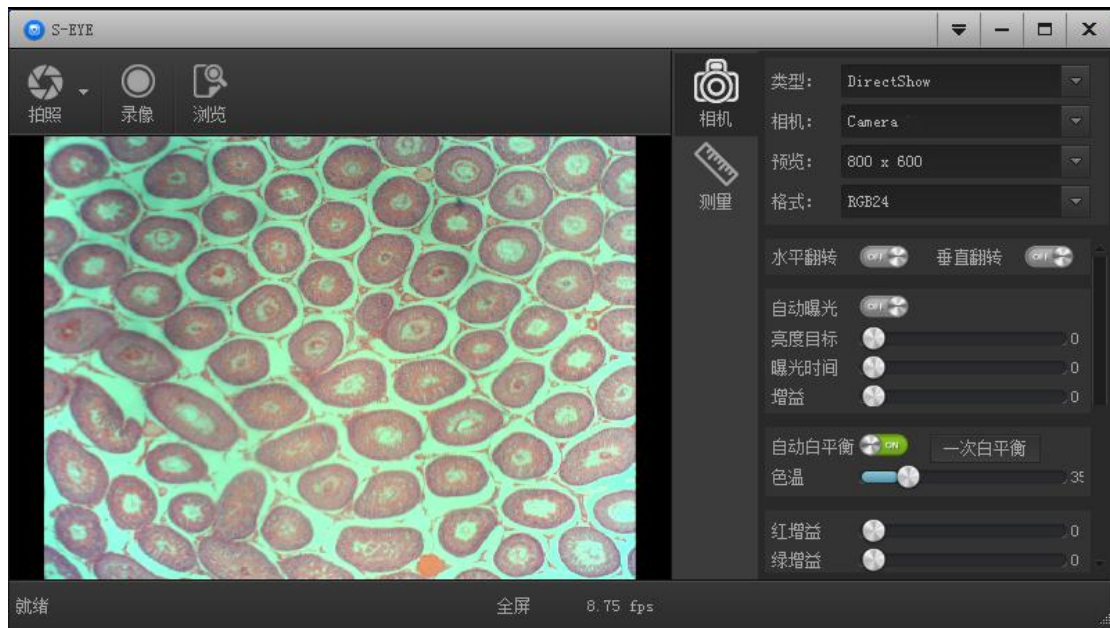 S-EYE
拍照
录像
浏览
相机
测量
类型: DirectShow
相机: Camera
预览: 800 x 600
格式: RGB24
水平翻转 OFF 垂直翻转 OFF
自动曝光 OFF
亮度目标 0
曝光时间 0
增益 0
自动白平衡 ON 一次白平衡
色温 35
红增益 0
绿增益 0
就绪 全屏 8.75 fps